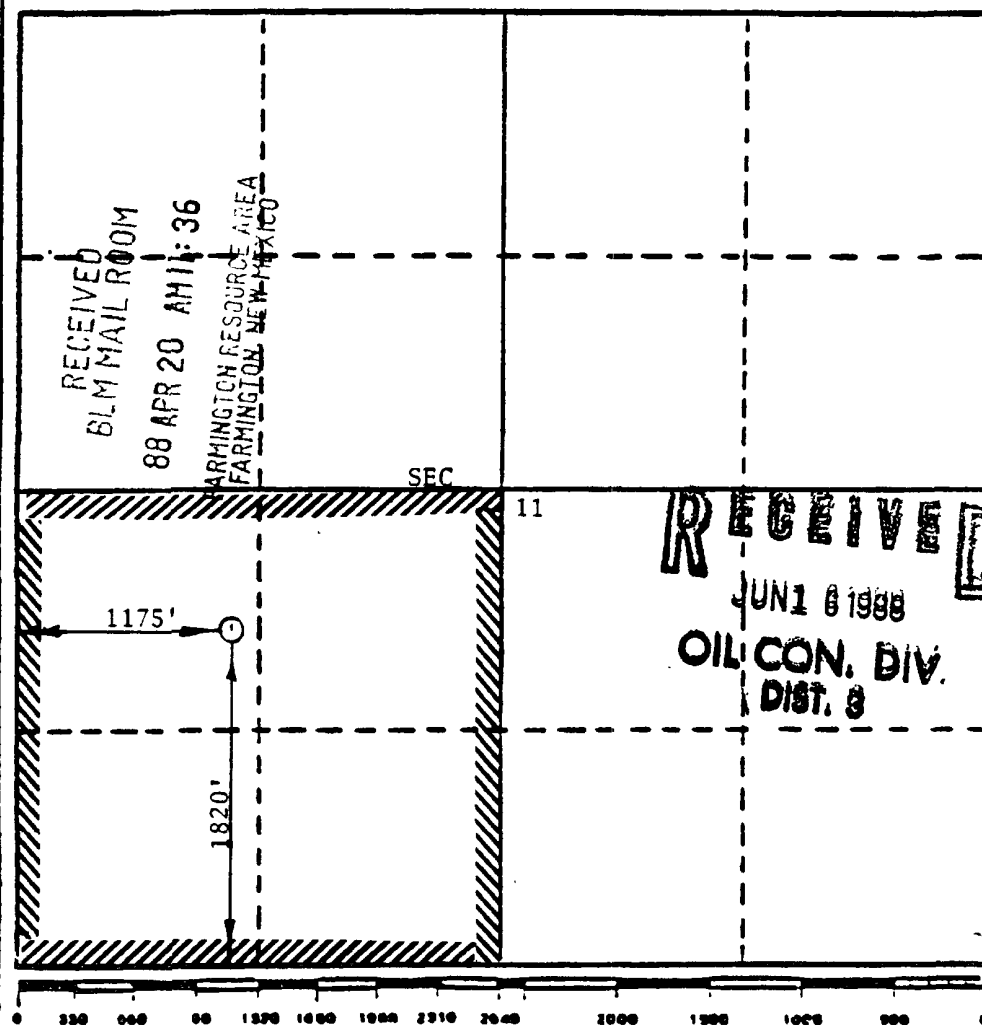 RECEIVED
BLM MAIL ROOM
88 APR 20 AM 11:36
FARMINGTON RESOURCE AREA
FARMINGTON, NEW MEXICO
SEC
11
RECEIVED
JUN 1 6 1988
OIL CON. DIV.
DIST. 3
1175'
1820'
0 330 660 90 1320 1650 1980 2310 2640 2000 1500 1000 500